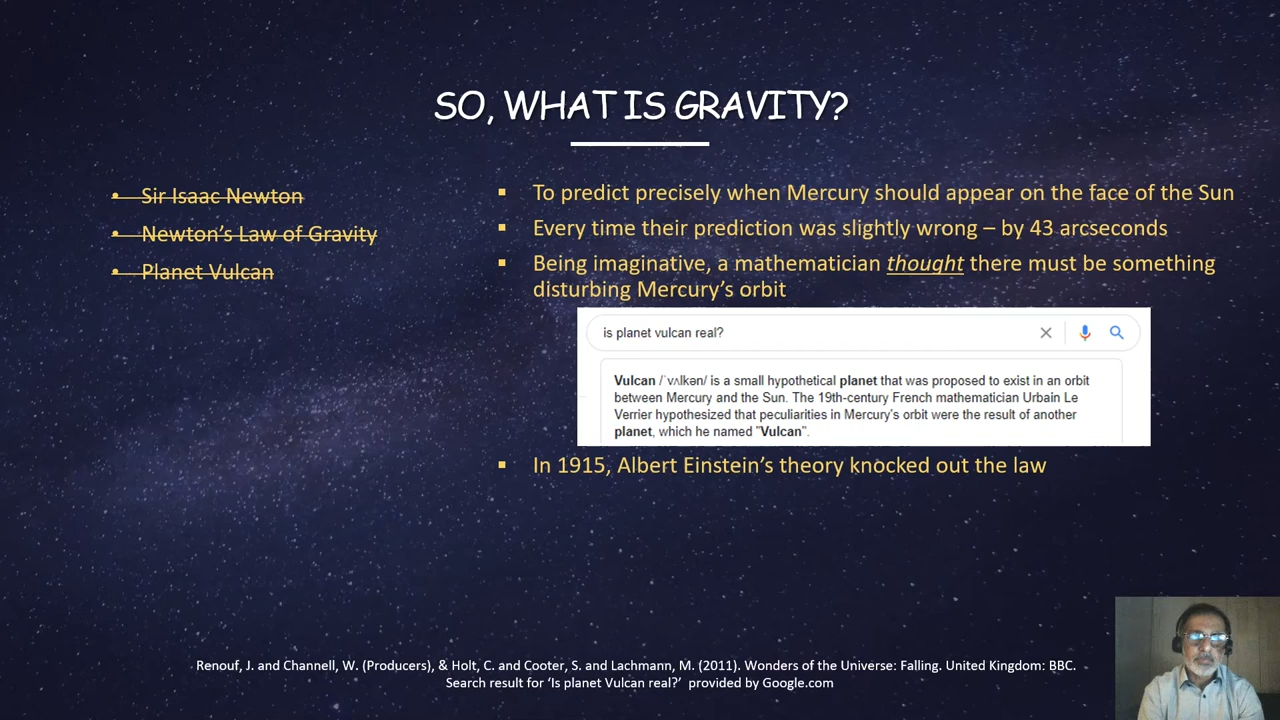 SO, WHAT IS GRAVITY?
• Sir Isaac Newton
• Newton’s Law of Gravity
• Planet Vulcan
▪ To predict precisely when Mercury should appear on the face of the Sun
▪ Every time their prediction was slightly wrong – by 43 arcseconds
▪ Being imaginative, a mathematician thought there must be something
disturbing Mercury’s orbit
is planet vulcan real?
Vulcan /ˈvʌlkən/ is a small hypothetical planet that was proposed to exist in an orbit
between Mercury and the Sun. The 19th-century French mathematician Urbain Le
Verrier hypothesized that peculiarities in Mercury's orbit were the result of another
planet, which he named "Vulcan".
▪ In 1915, Albert Einstein’s theory knocked out the law
Renouf, J. and Channell, W. (Producers), & Holt, C. and Cooter, S. and Lachmann, M. (2011). Wonders of the Universe: Falling. United Kingdom: BBC.
Search result for ‘Is planet Vulcan real?’ provided by Google.com